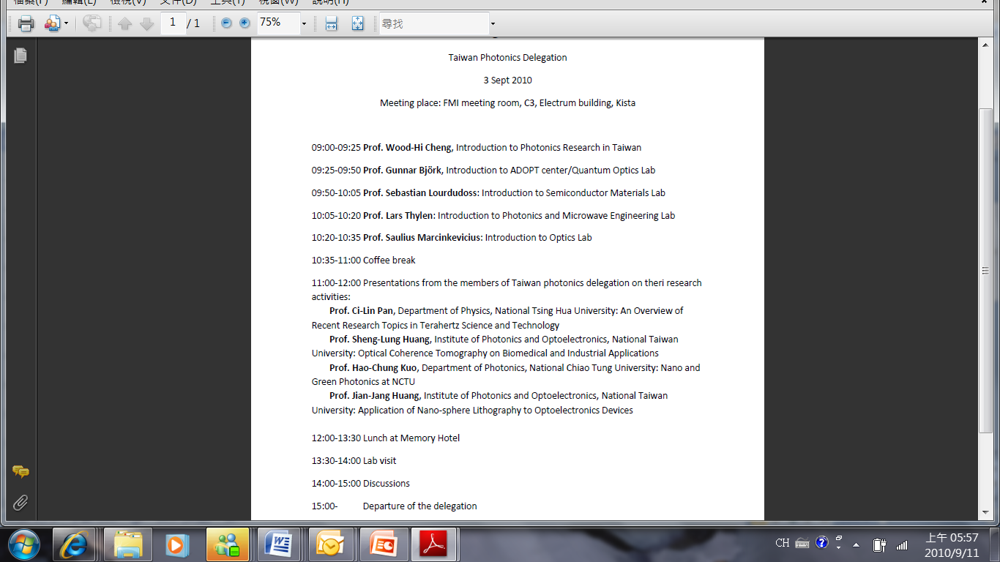 檔案(F) 編輯(E) 檢視(V) 文件(D) 工具(T) 視窗(W) 說明(H)
1 / 1 75% 尋找
Taiwan Photonics Delegation
3 Sept 2010
Meeting place: FMI meeting room, C3, Electrum building, Kista
09:00-09:25 Prof. Wood-Hi Cheng, Introduction to Photonics Research in Taiwan
09:25-09:50 Prof. Gunnar Björk, Introduction to ADOPT center/Quantum Optics Lab
09:50-10:05 Prof. Sebastian Lourdudoss: Introduction to Semiconductor Materials Lab
10:05-10:20 Prof. Lars Thylen: Introduction to Photonics and Microwave Engineering Lab
10:20-10:35 Prof. Saulius Marcinkevicius: Introduction to Optics Lab
10:35-11:00 Coffee break
11:00-12:00 Presentations from the members of Taiwan photonics delegation on theri research
activities:
Prof. Ci-Lin Pan, Department of Physics, National Tsing Hua University: An Overview of
Recent Research Topics in Terahertz Science and Technology
Prof. Sheng-Lung Huang, Institute of Photonics and Optoelectronics, National Taiwan
University: Optical Coherence Tomography on Biomedical and Industrial Applications
Prof. Hao-Chung Kuo, Department of Photonics, National Chiao Tung University: Nano and
Green Photonics at NCTU
Prof. Jian-Jang Huang, Institute of Photonics and Optoelectronics, National Taiwan
University: Application of Nano-sphere Lithography to Optoelectronics Devices
12:00-13:30 Lunch at Memory Hotel
13:30-14:00 Lab visit
14:00-15:00 Discussions
15:00- Departure of the delegation
CH 上午 05:57
2010/9/11